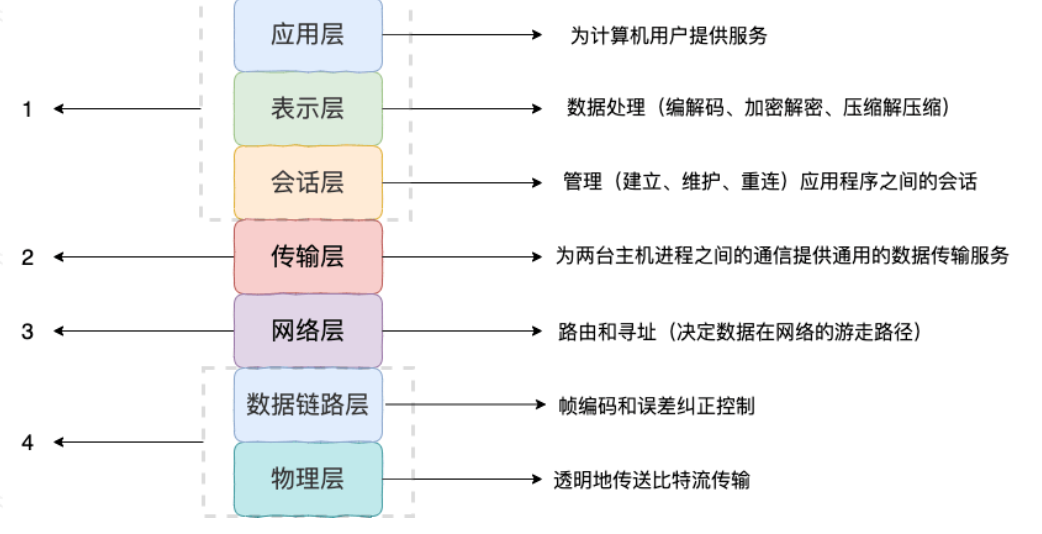 应用层
为计算机用户提供服务
1
表示层
数据处理（编解码、加密解密、压缩解压缩）
会话层
管理（建立、维护、重连）应用程序之间的会话
2
传输层
为两台主机进程之间的通信提供通用的数据传输服务
3
网络层
路由和寻址（决定数据在网络的游走路径）
数据链路层
帧编码和误差纠正控制
4
物理层
透明地传送比特流传输